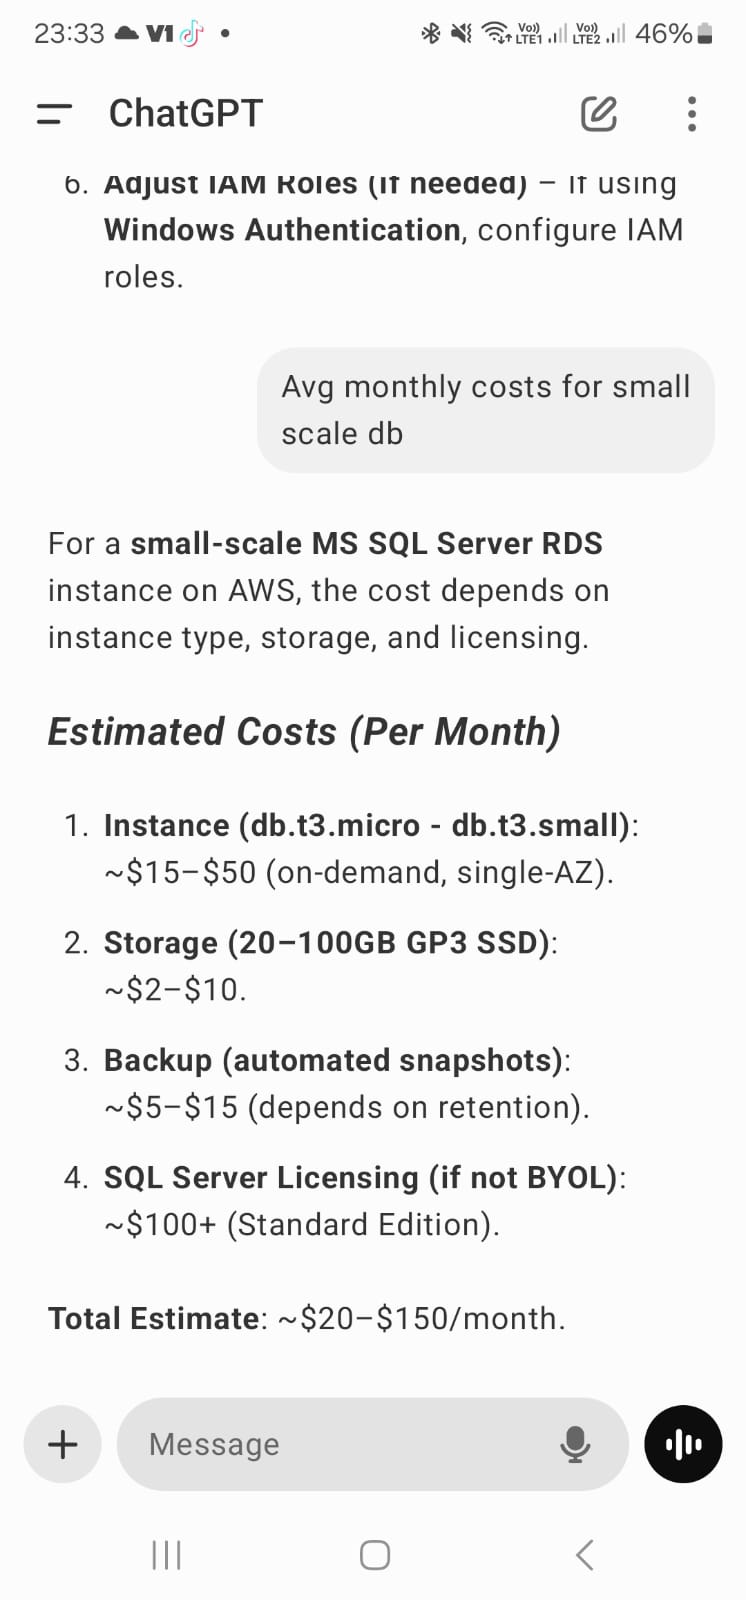 23:33
V1
Vo))
LTE1
Vo))
LTE2
46%
ChatGPT
6. Adjust IAM Roles (if needed) – If using
Windows Authentication, configure IAM
roles.
Avg monthly costs for small
scale db
For a small-scale MS SQL Server RDS
instance on AWS, the cost depends on
instance type, storage, and licensing.
Estimated Costs (Per Month)
1. Instance (db.t3.micro - db.t3.small):
~$15–$50 (on-demand, single-AZ).
2. Storage (20–100GB GP3 SSD):
~$2–$10.
3. Backup (automated snapshots):
~$5–$15 (depends on retention).
4. SQL Server Licensing (if not BYOL):
~$100+ (Standard Edition).
Total Estimate: ~$20–$150/month.
Message